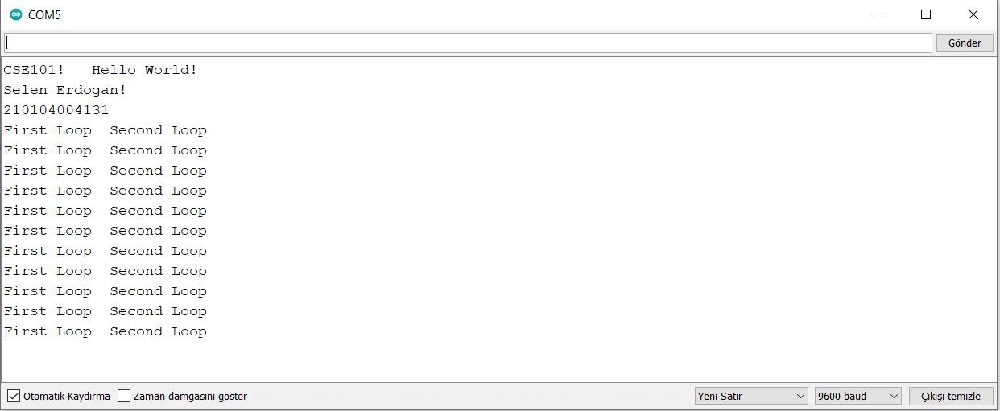 COM5
Gönder
CSE101!   Hello World!
Selen Erdogan!
210104004131
First Loop  Second Loop
First Loop  Second Loop
First Loop  Second Loop
First Loop  Second Loop
First Loop  Second Loop
First Loop  Second Loop
First Loop  Second Loop
First Loop  Second Loop
First Loop  Second Loop
First Loop  Second Loop
First Loop  Second Loop
Otomatik Kaydırma Zaman damgasını göster Yeni Satır 9600 baud Çıkışı temizle